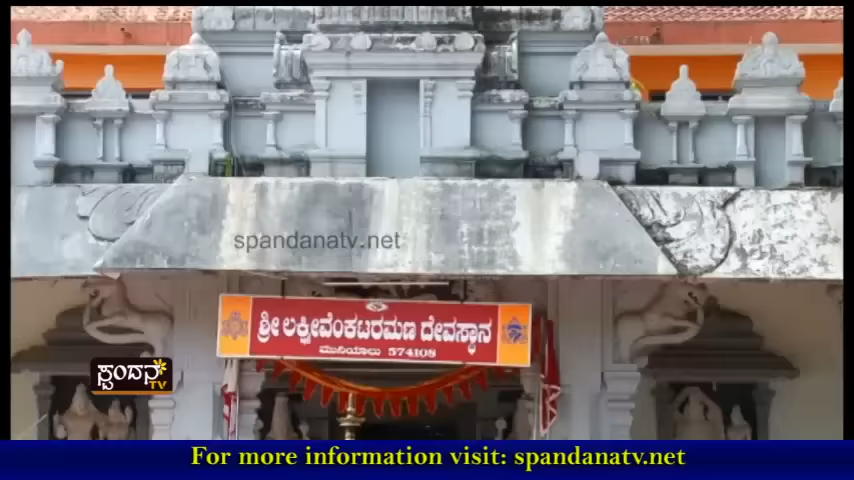 spandanatv.net
ಶ್ರೀ ಲಕ್ಷ್ಮೀವೆಂಕಟರಮಣ ದೇವಸ್ಥಾನ
ಮುನಿಯಾಲು 574108
ಸ್ಪಂದನ
TV
For more information visit: spandanatv.net